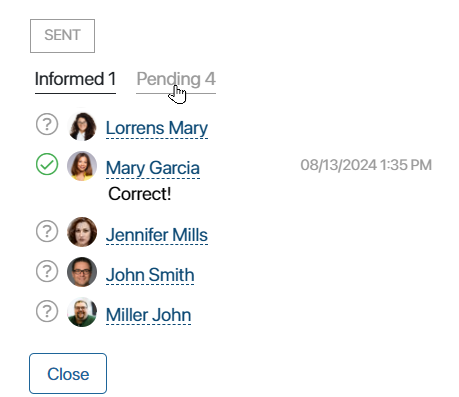 SENT
Informed 1 Pending 4
Lorrens Mary
Mary Garcia 08/13/2024 1:35 PM
Correct!
Jennifer Mills
John Smith
Miller John
Close